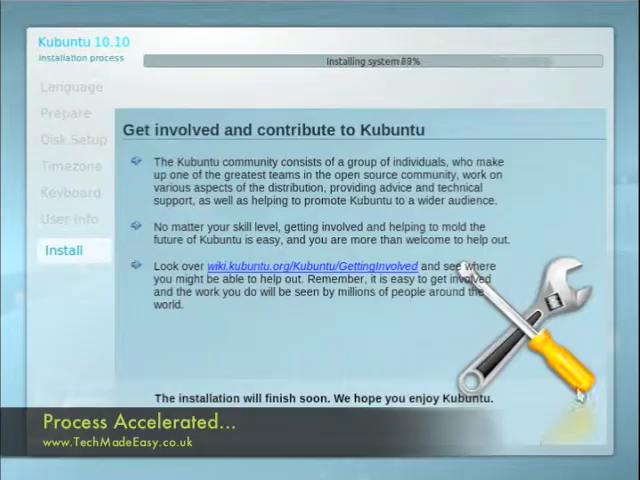 Kubuntu 10.10
Installation process
Installing system
Language
Prepare
Disk Setup
Timezone
Keyboard
User info
Install
Get involved and contribute to Kubuntu
The Kubuntu community consists of a group of individuals, who make
up one of the greatest teams in the open source community, work on
various aspects of the distribution, providing advice and technical
support, as well as helping to promote Kubuntu to a wider audience.
No matter your skill level, getting involved and helping to mold the
future of Kubuntu is easy, and you are more than welcome to help out.
Look over wiki.kubuntu.org/Kubuntu/GettingInvolved and see where
you might be able to help out. Remember, it is easy to get involved
and the work you do will be seen by millions of people around the
world.
The installation will finish soon. We hope you enjoy Kubuntu.
Process Accelerated...
www.TechMadeEasy.co.uk